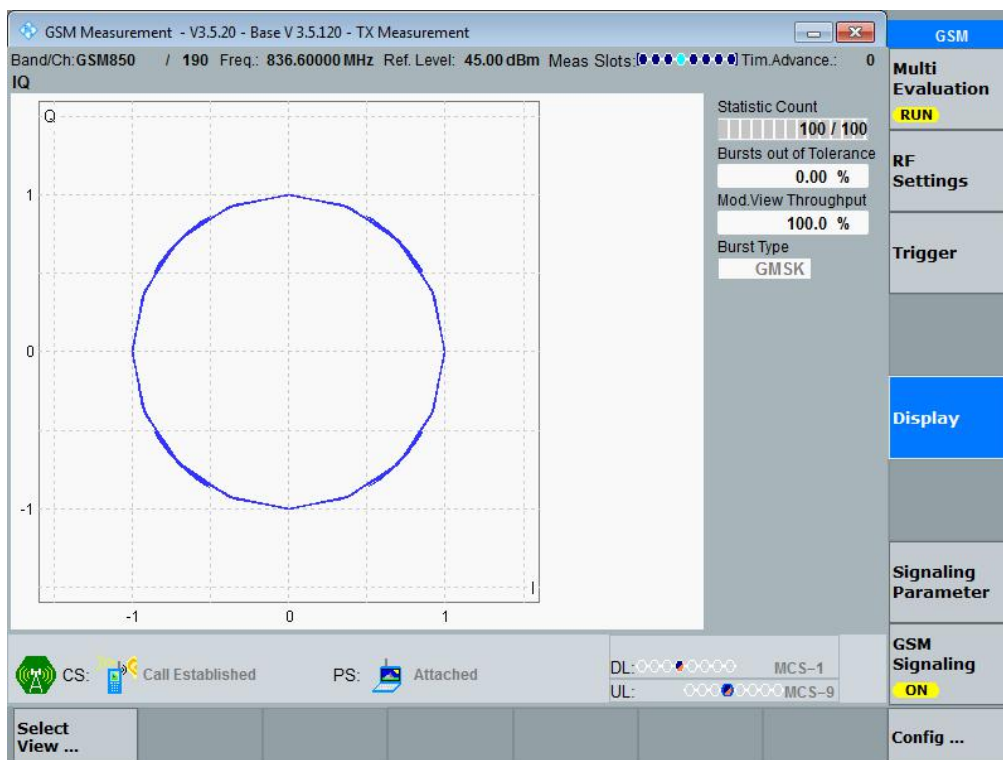 GSM Measurement - V3.5.20 - Base V 3.5.120 - TX Measurement
GSM
Band/Ch: GSM850 / 190 Freq.: 836.60000 MHz Ref. Level: 45.00 dBm Meas Slots: Tim.Advance.: 0
IQ
Multi
Evaluation
RUN
RF
Settings
Trigger
Display
Signaling
Parameter
GSM
Signaling
ON
Config ...
Statistic Count
100 / 100
Bursts out of Tolerance
0.00 %
Mod.View Throughput
100.0 %
Burst Type
GMSK
Q
1
0
-1
I
-1 0 1
CS: Call Established PS: Attached
DL: MCS-1
UL: MCS-9
Select
View ...